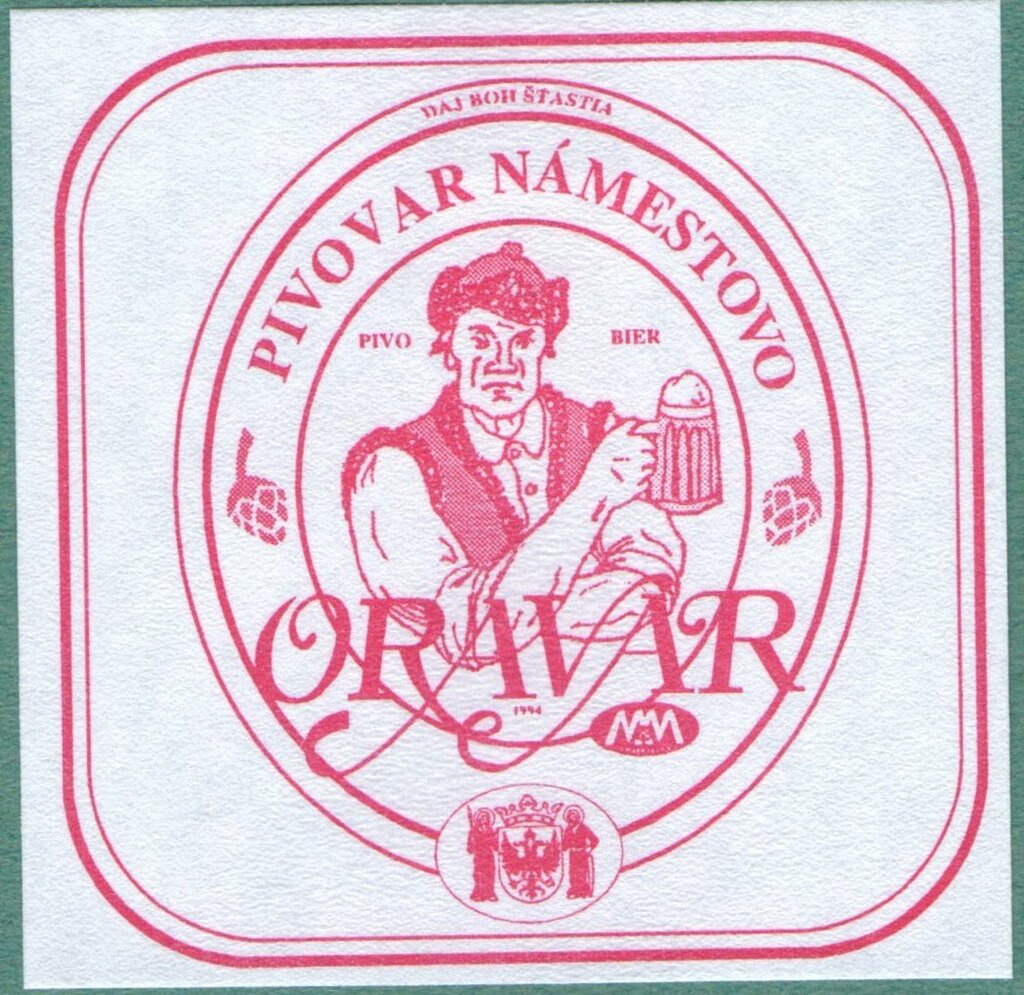 DAJ BOH ŠŤASTIA
PIVOVAR NÁMESTOVO
PIVO
BIER
ORAVAR
1994